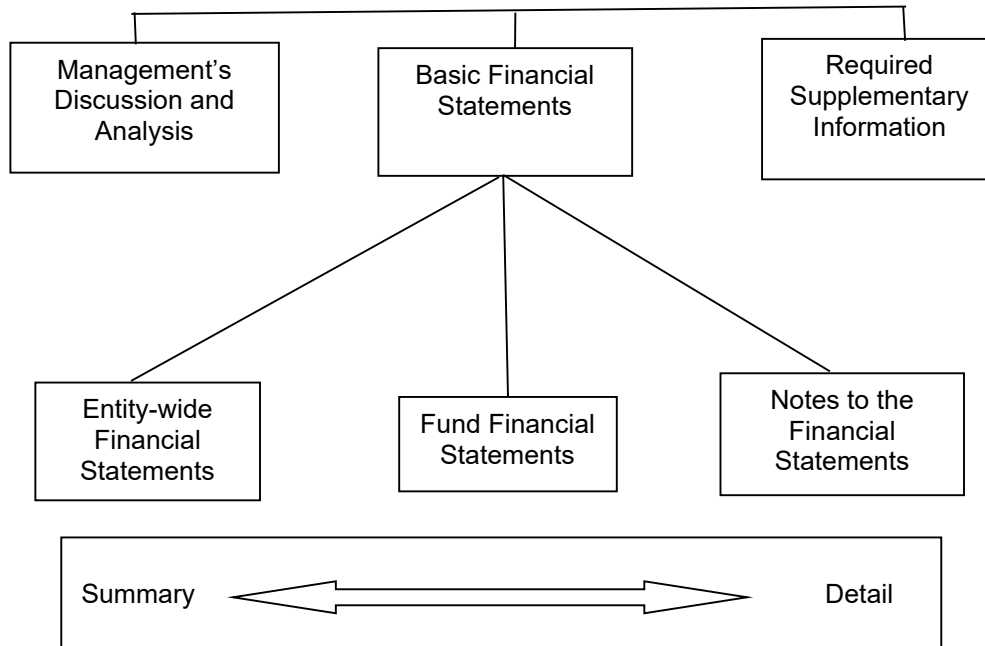 Management’s
Discussion and
Analysis
Basic Financial
Statements
Required
Supplementary
Information
Entity-wide
Financial
Statements
Fund Financial
Statements
Notes to the
Financial
Statements
Summary
Detail